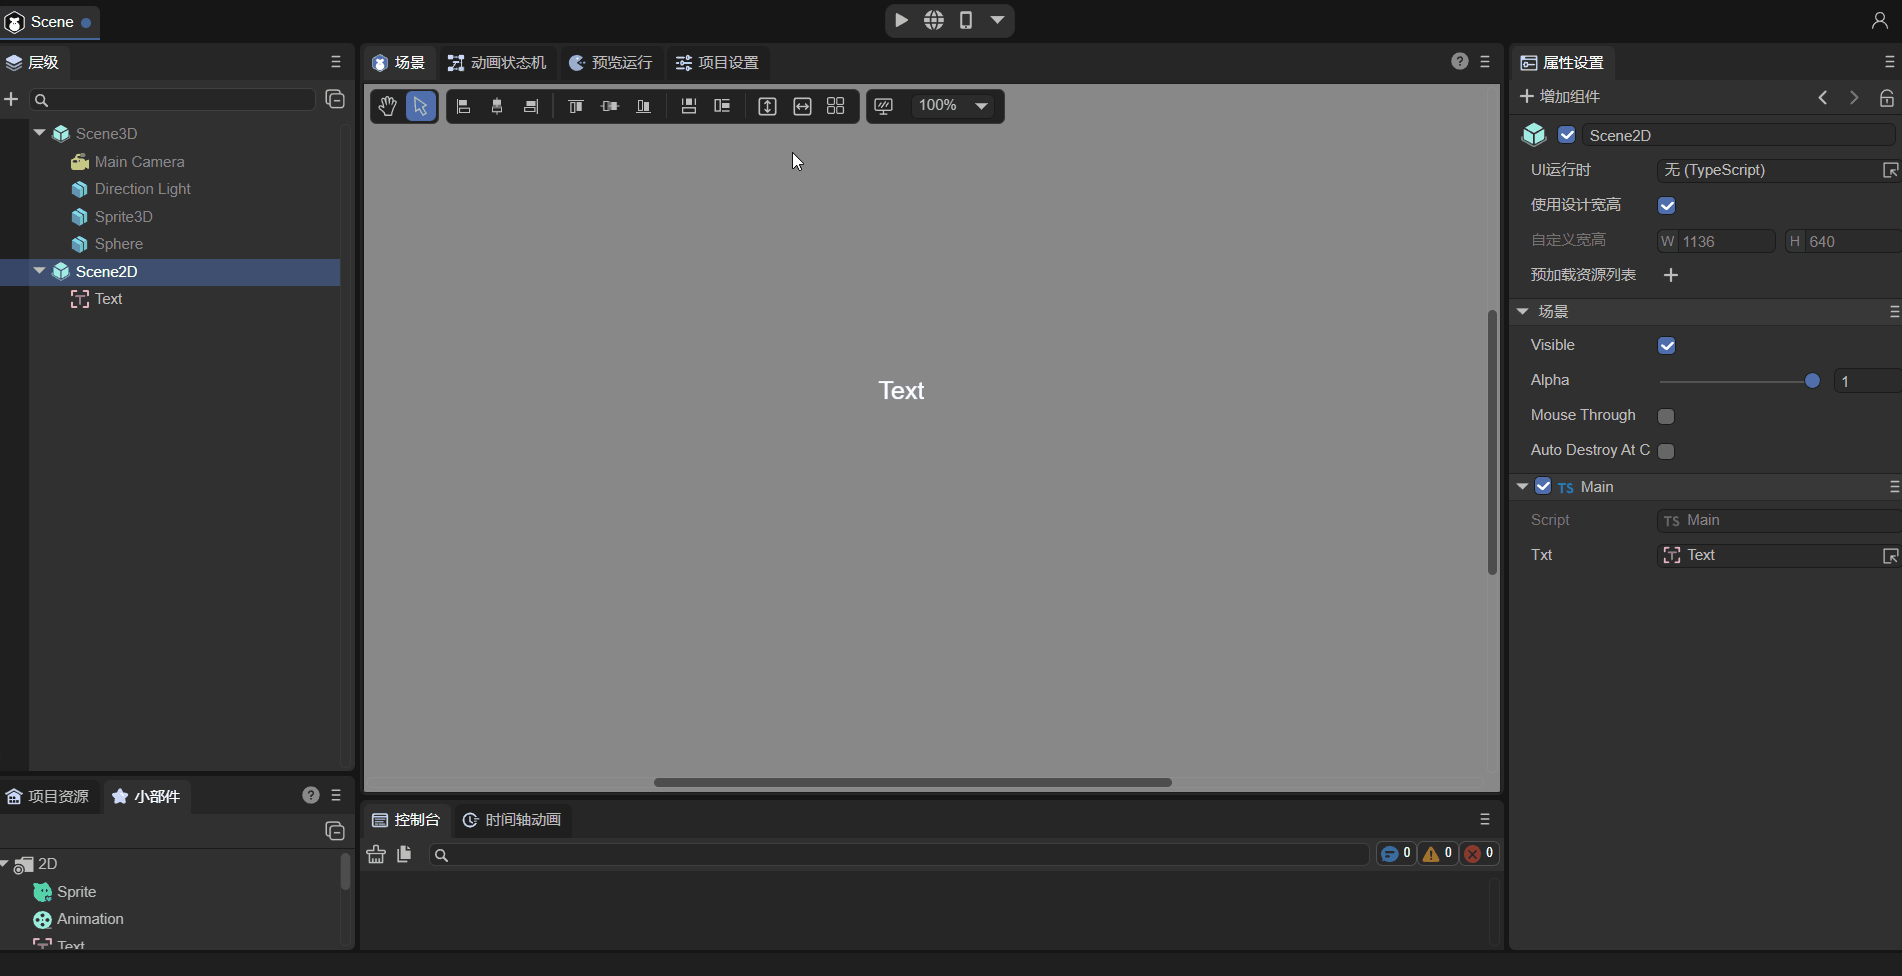 Scene
层级
Scene3D
Main Camera
Direction Light
Sprite3D
Sphere
Scene2D
Text
项目资源
小部件
2D
Sprite
Animation
Text
场景
动画状态机
预览运行
项目设置
100%
Text
控制台
时间轴动画
0
0
0
属性设置
增加组件
Scene2D
UI运行时
无 (TypeScript)
使用设计宽高
自定义宽高
W 1136
H 640
预加载资源列表
场景
Visible
Alpha
1
Mouse Through
Auto Destroy At C
TS Main
Script
TS Main
Txt
Text